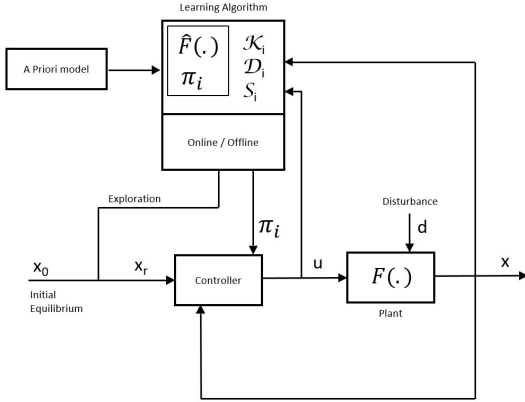 Learning Algorithm
F̂(.)
π_i
𝒦_i
𝒟_i
𝒮_i
A Priori model
Online / Offline
Exploration
π_i
Disturbance
d
x_0
x_r
Controller
u
F(.)
x
Initial
Equilibrium
Plant